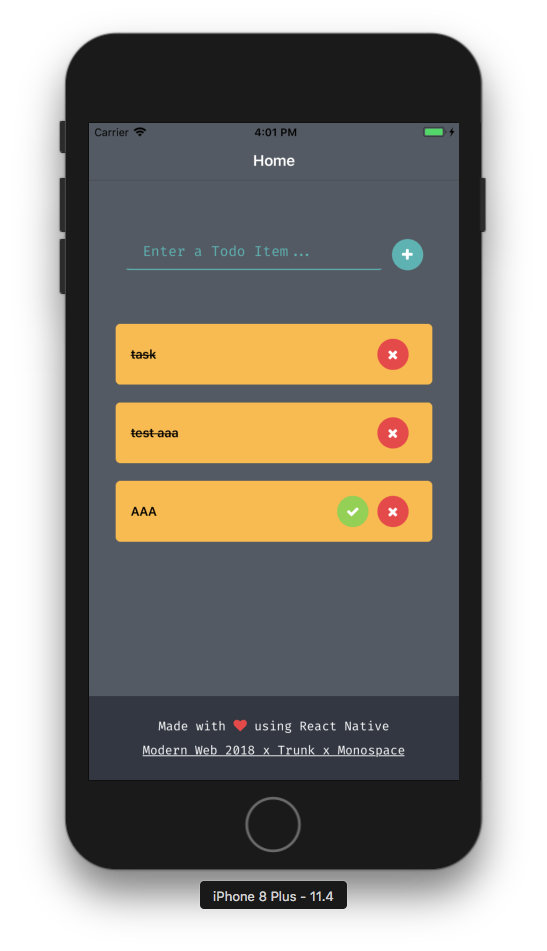 Carrier 4:01 PM
Home
Enter a Todo Item...
task
test aaa
AAA
Made with ❤ using React Native
Modern Web 2018 x Trunk x Monospace
iPhone 8 Plus - 11.4